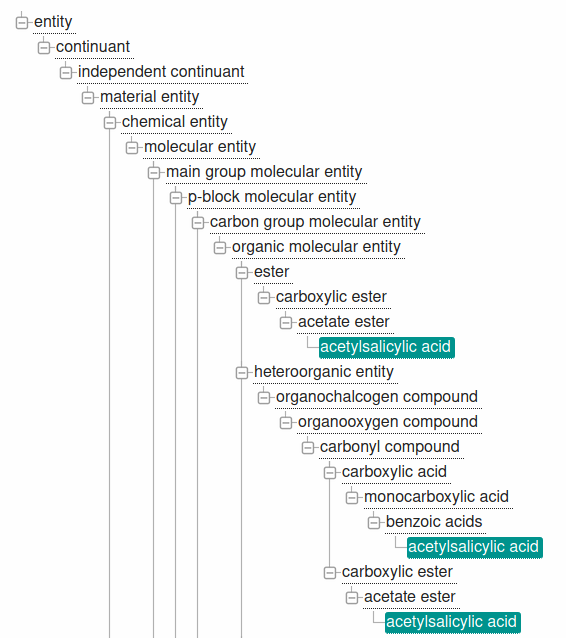 entity
continuant
independent continuant
material entity
chemical entity
molecular entity
main group molecular entity
p-block molecular entity
carbon group molecular entity
organic molecular entity
ester
carboxylic ester
acetate ester
acetylsalicylic acid
heteroorganic entity
organochalcogen compound
organooxygen compound
carbonyl compound
carboxylic acid
monocarboxylic acid
benzoic acids
acetylsalicylic acid
carboxylic ester
acetate ester
acetylsalicylic acid